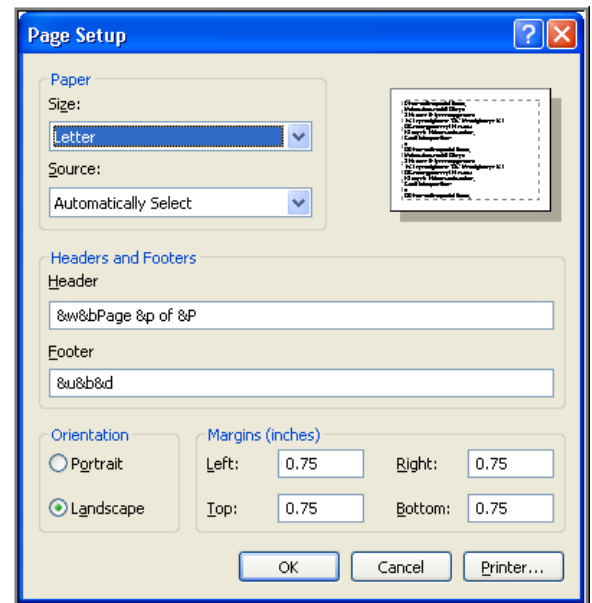 Page Setup
Paper
Size:
Letter
Source:
Automatically Select
Headers and Footers
Header
&w&bPage &p of &P
Footer
&u&b&d
Orientation
Portrait
Landscape
Margins (inches)
Left: 0.75 Right: 0.75
Top: 0.75 Bottom: 0.75
OK Cancel Printer...